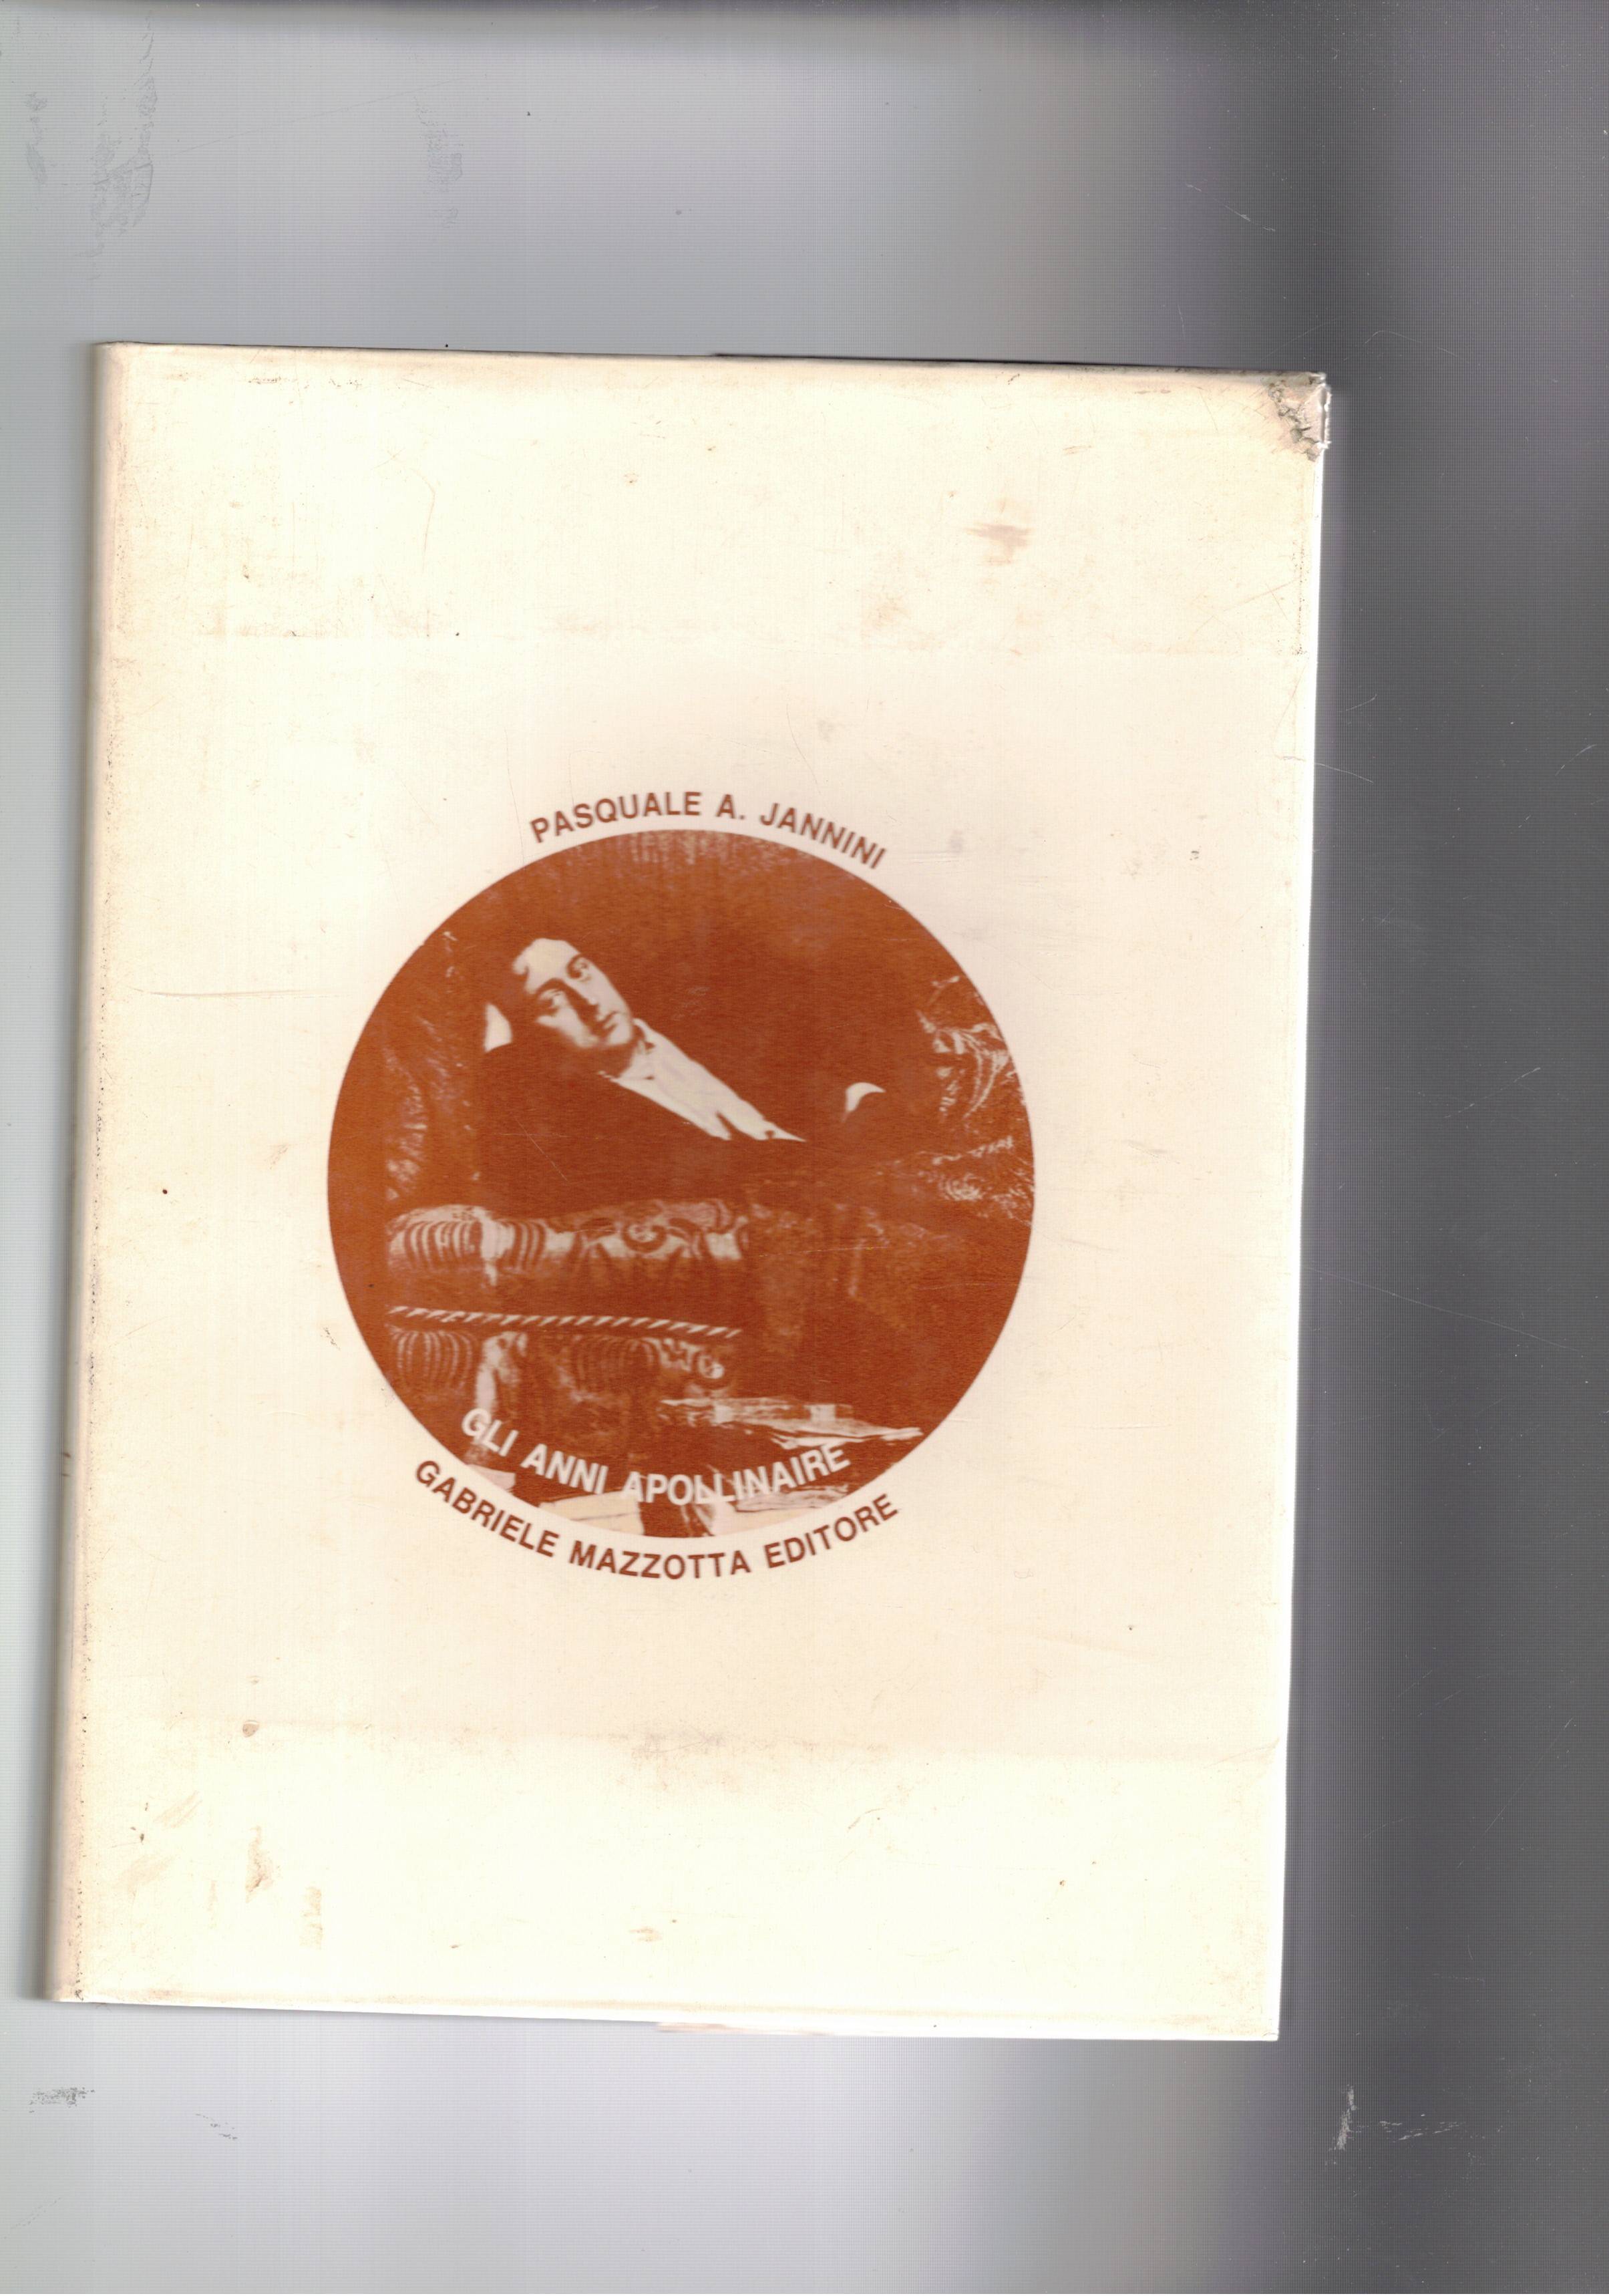 PASQUALE A. JANNINI
GLI ANNI APOLLINAIRE
GABRIELE MAZZOTTA EDITORE